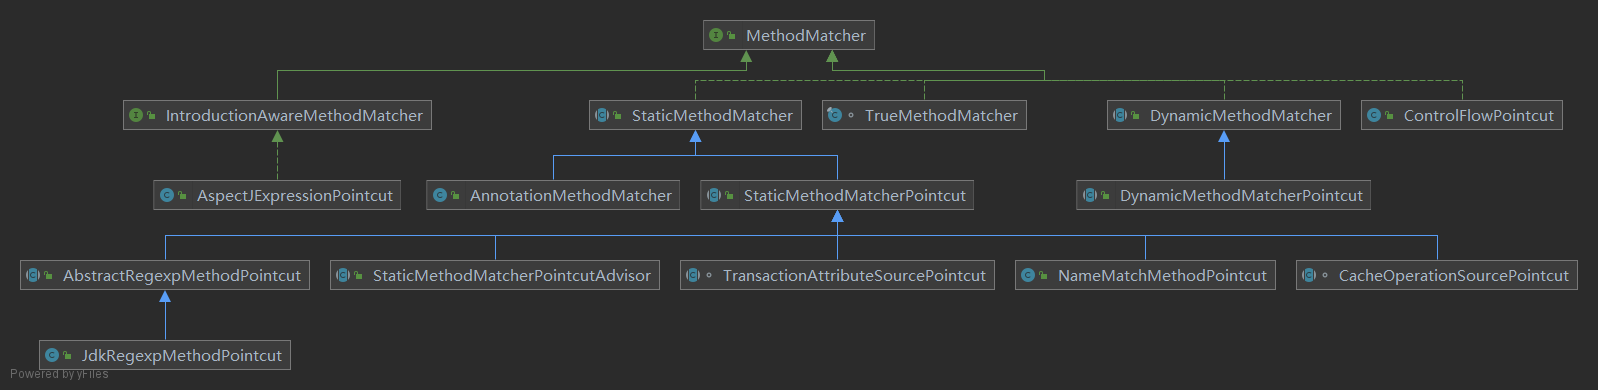 MethodMatcher
IntroductionAwareMethodMatcher
StaticMethodMatcher
TrueMethodMatcher
DynamicMethodMatcher
ControlFlowPointcut
AspectJExpressionPointcut
AnnotationMethodMatcher
StaticMethodMatcherPointcut
DynamicMethodMatcherPointcut
AbstractRegexpMethodPointcut
StaticMethodMatcherPointcutAdvisor
TransactionAttributeSourcePointcut
NameMatchMethodPointcut
CacheOperationSourcePointcut
JdkRegexpMethodPointcut
Powered by yFiles